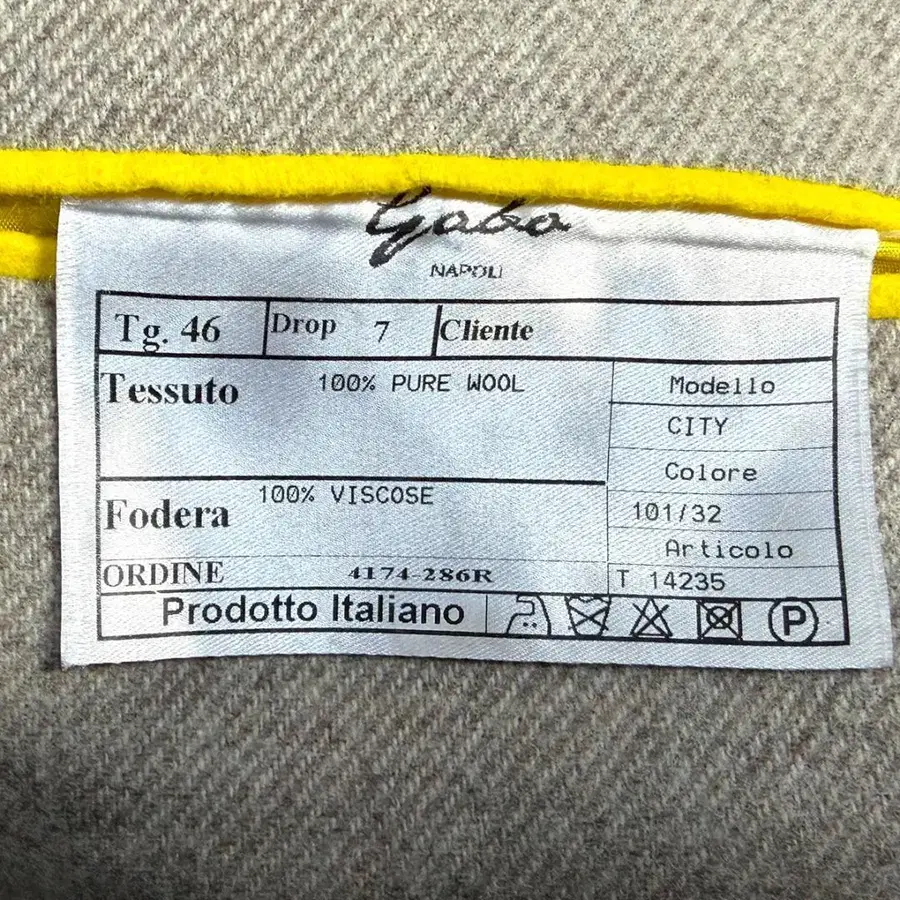 Gabo
NAPOLI
Tg. 46 Drop 7 Cliente
Tessuto 100% PURE WOOL
Modello
CITY
Colore
Fodera 100% VISCOSE
101/32
Articolo
ORDINE 4174-286R
T 14235
Prodotto Italiano P